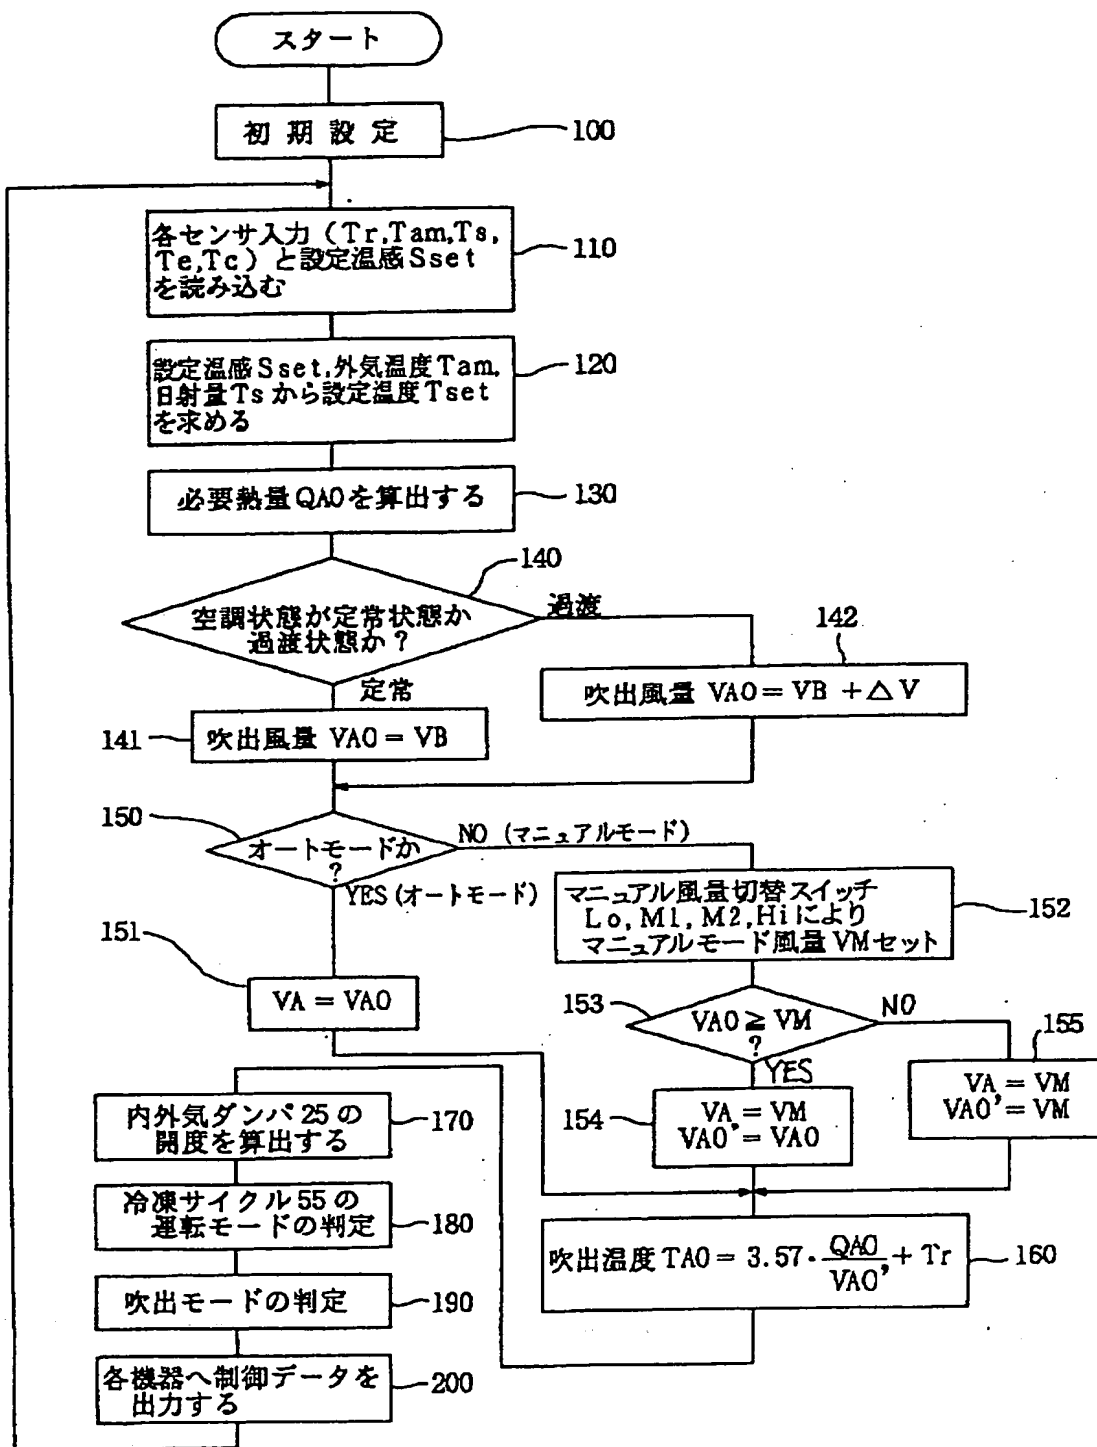 スタート
初期設定
100
各センサ入力(Tr,Tam,Ts,
Te,Tc)と設定温感Sset
を読み込む
110
設定温感Sset,外気温度Tam,
日射量Tsから設定温度Tset
を求める
120
必要熱量QAOを算出する
130
140
空調状態が定常状態か
過渡状態か?
過渡
定常
142
吹出風量 VAO=VB+△V
141
吹出風量 VAO=VB
150
オートモードか
?
NO (マニュアルモード)
YES(オートモード)
マニュアル風量切替スイッチ
Lo,M1,M2,Hiにより
マニュアルモード風量VMセット
152
151
VA=VAO
153
VAO≧VM
?
NO
YES
155
VA=VM
VAO'=VM
154
VA=VM
VAO'=VAO
吹出温度TAO=3.57・QAO/VAO'+Tr
160
内外気ダンパ25の
開度を算出する
170
冷凍サイクル55の
運転モードの判定
180
吹出モードの判定
190
各機器へ制御データを
出力する
200